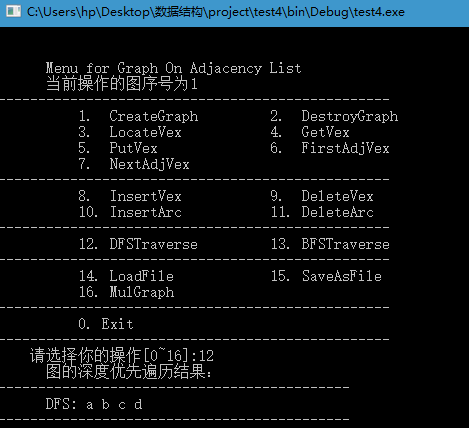 C:\Users\hp\Desktop\数据结构\project\test4\bin\Debug\test4.exe
Menu for Graph On Adjacency List
当前操作的图序号为1
--------------------------------------------------
1. CreateGraph 2. DestroyGraph
3. LocateVex 4. GetVex
5. PutVex 6. FirstAdjVex
7. NextAdjVex
--------------------------------------------------
8. InsertVex 9. DeleteVex
10. InsertArc 11. DeleteArc
--------------------------------------------------
12. DFSTraverse 13. BFSTraverse
--------------------------------------------------
14. LoadFile 15. SaveAsFile
16. MulGraph
--------------------------------------------------
0. Exit
--------------------------------------------------
请选择你的操作[0~16]:12
图的深度优先遍历结果:
--------------------------------------------
DFS: a b c d
--------------------------------------------